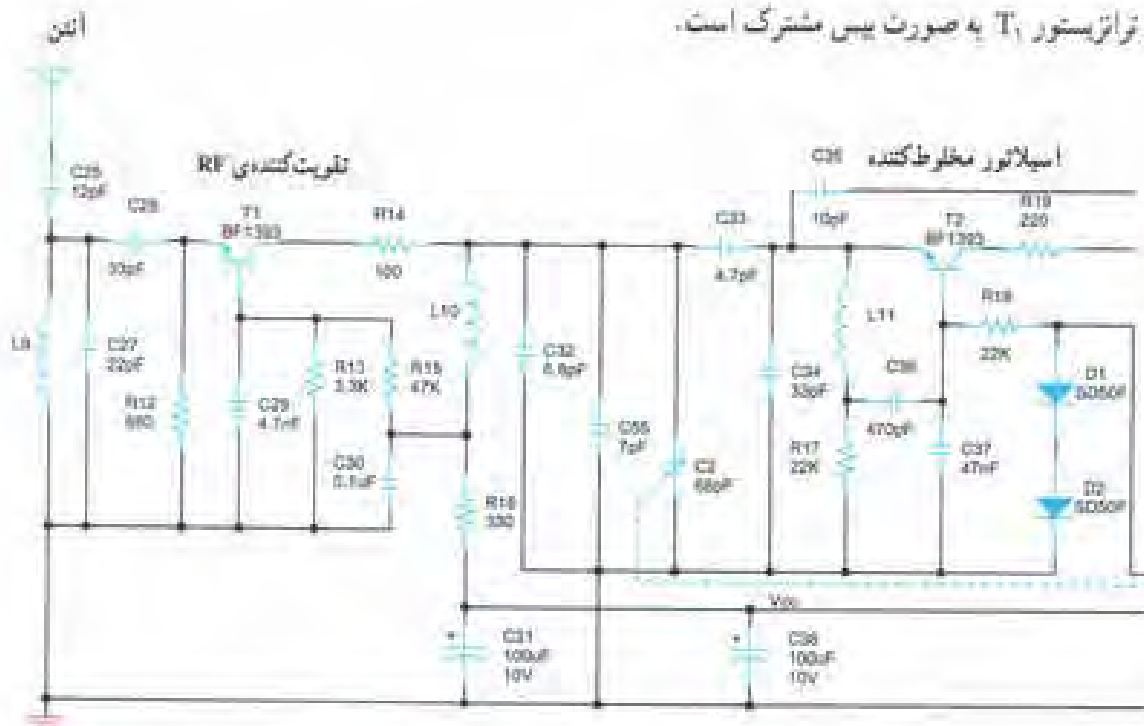 ترانزیستور T۱ به صورت بیس مشترک است.
آنتن
تقویت‌کننده‌ی RF
اسیلاتور مخلوط‌کننده
C25
12pF
33pF
T1
BF1393
R14
100
C33
4.7pF
C35
10pF
T2
BF1393
R19
220
L9
C27
22pF
R12
680
C29
4.7nF
R13
3.3K
R15
47K
L10
C30
0.1uF
R16
330
C32
6.8pF
C55
7pF
C2
68pF
C34
33pF
L11
470pF
R17
22K
R18
22K
C37
47nF
D1
SD50F
D2
SD50F
Vcc
C31
100uF
10V
C38
100uF
10V